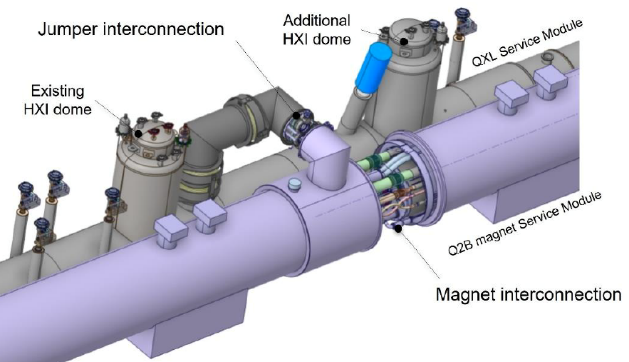 Jumper interconnection
Additional
HXI dome
QXL Service Module
Existing
HXI dome
Q2B magnet Service Module
Magnet interconnection